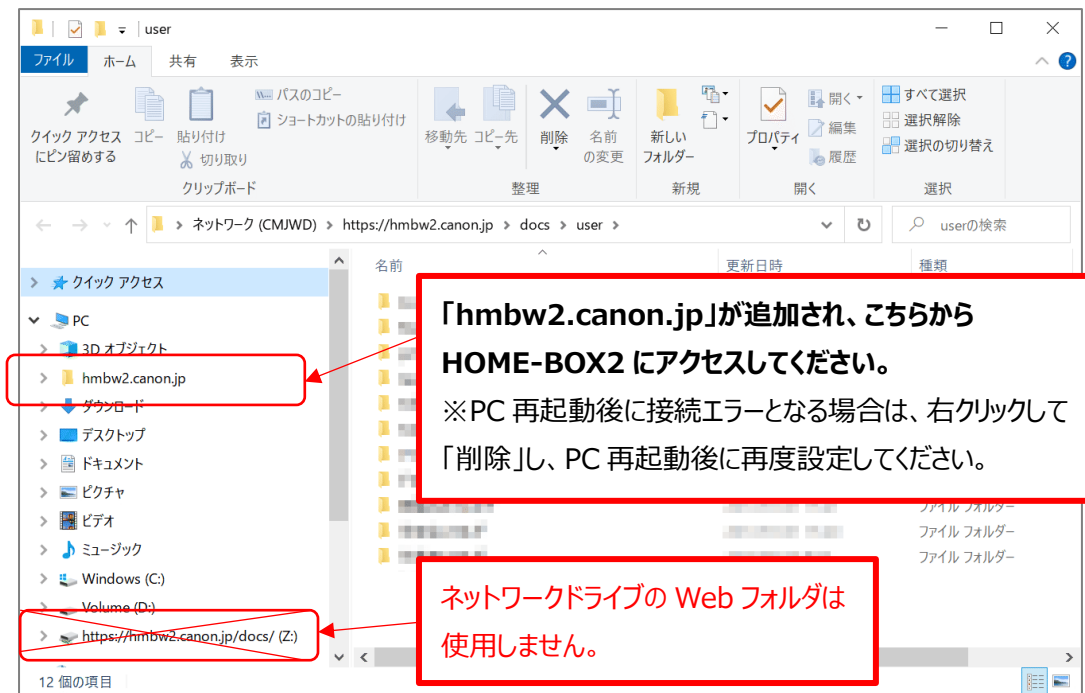 user
ファイル ホーム 共有 表示
クイック アクセス
にピン留めする
コピー
貼り付け
パスのコピー
ショートカットの貼り付け
切り取り
クリップボード
移動先 コピー先
削除
名前
の変更
整理
新しい
フォルダー
新規
プロパティ
開く
編集
履歴
開く
すべて選択
選択解除
選択の切り替え
選択
ネットワーク (CMJWD) > https://hmbw2.canon.jp > docs > user >
userの検索
名前 更新日時 種類
クイック アクセス
PC
3D オブジェクト
hmbw2.canon.jp
ダウンロード
デスクトップ
ドキュメント
ピクチャ
ビデオ
ミュージック
Windows (C:)
Volume (D:)
https://hmbw2.canon.jp/docs/ (Z:)
「hmbw2.canon.jp」が追加され、こちらから
HOME-BOX2 にアクセスしてください。
※PC 再起動後に接続エラーとなる場合は、右クリックして
「削除」し、PC 再起動後に再度設定してください。
ファイル フォルダー
ファイル フォルダー
ファイル フォルダー
ネットワークドライブの Web フォルダは
使用しません。
12 個の項目